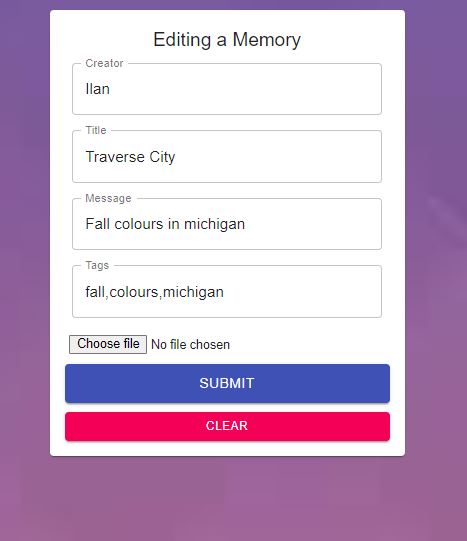 Editing a Memory
Creator
Ilan
Title
Traverse City
Message
Fall colours in michigan
Tags
fall,colours,michigan
Choose file No file chosen
SUBMIT
CLEAR